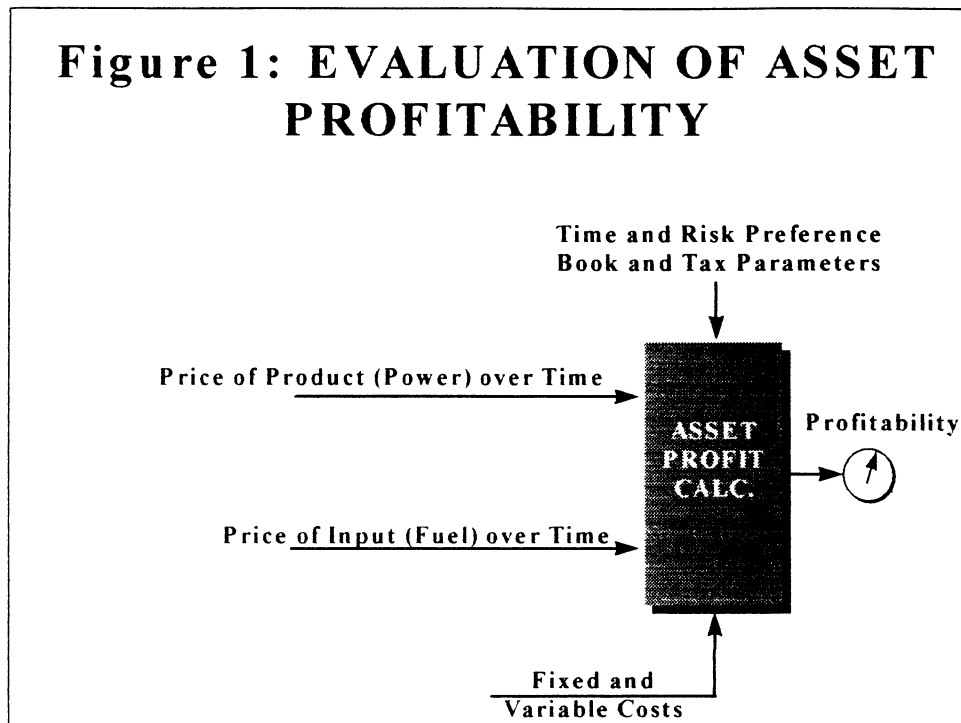 Figure 1: EVALUATION OF ASSET
PROFITABILITY
Time and Risk Preference
Book and Tax Parameters
Price of Product (Power) over Time
Profitability
ASSET
PROFIT
CALC.
Price of Input (Fuel) over Time
Fixed and
Variable Costs